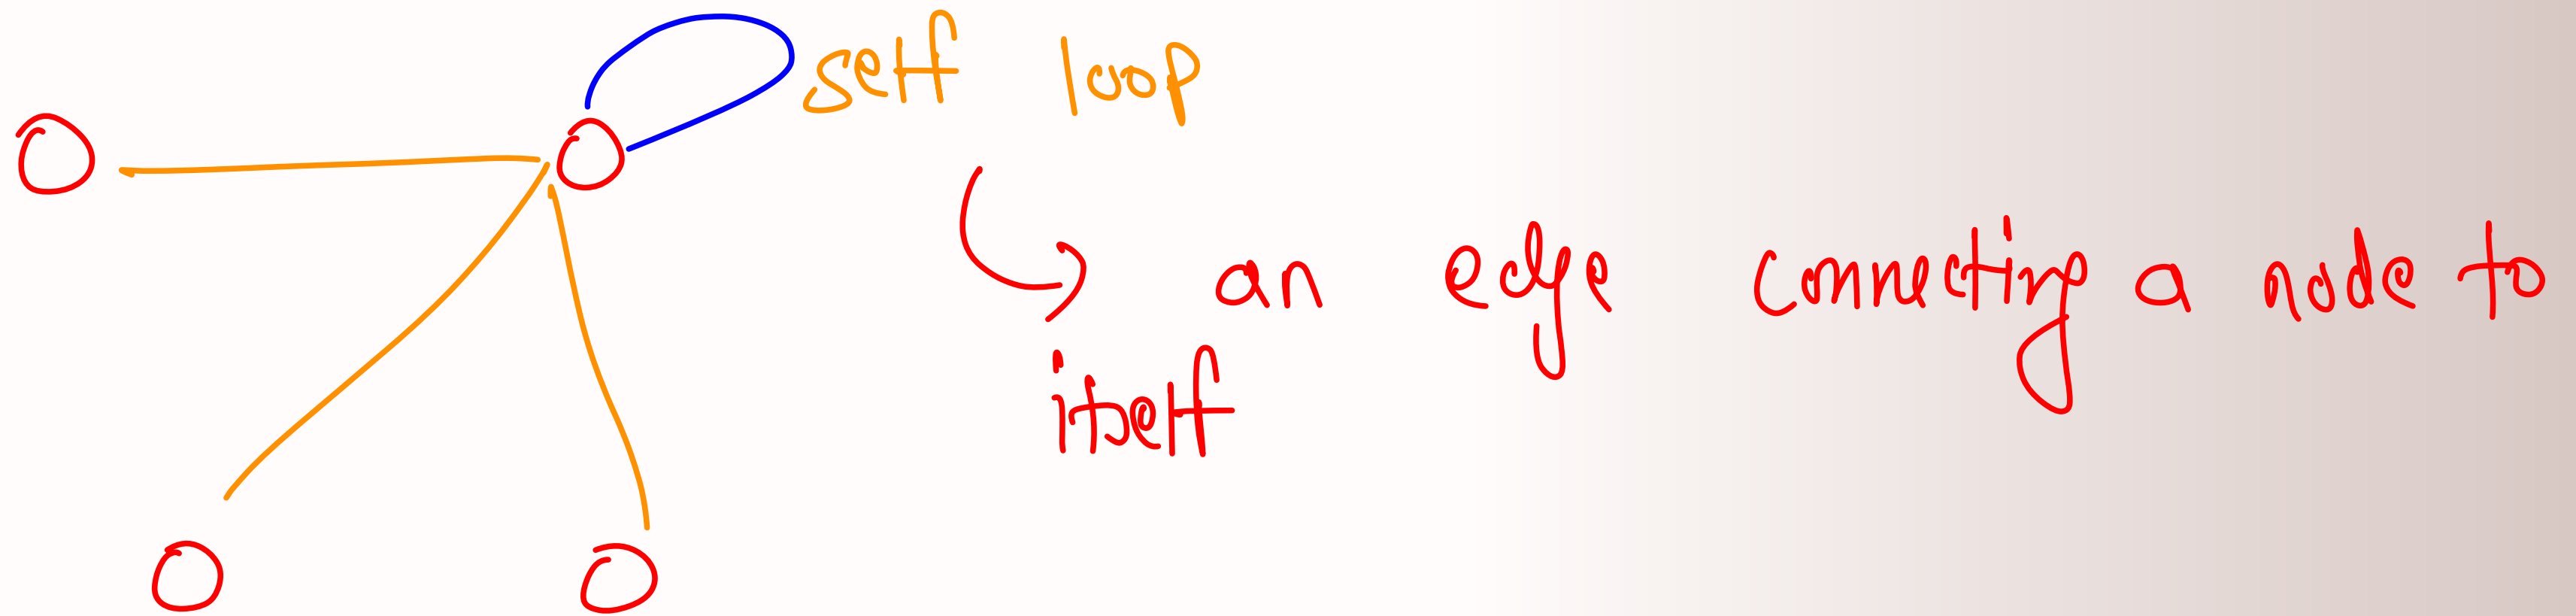 self loop
an edge connecting a node to
itself